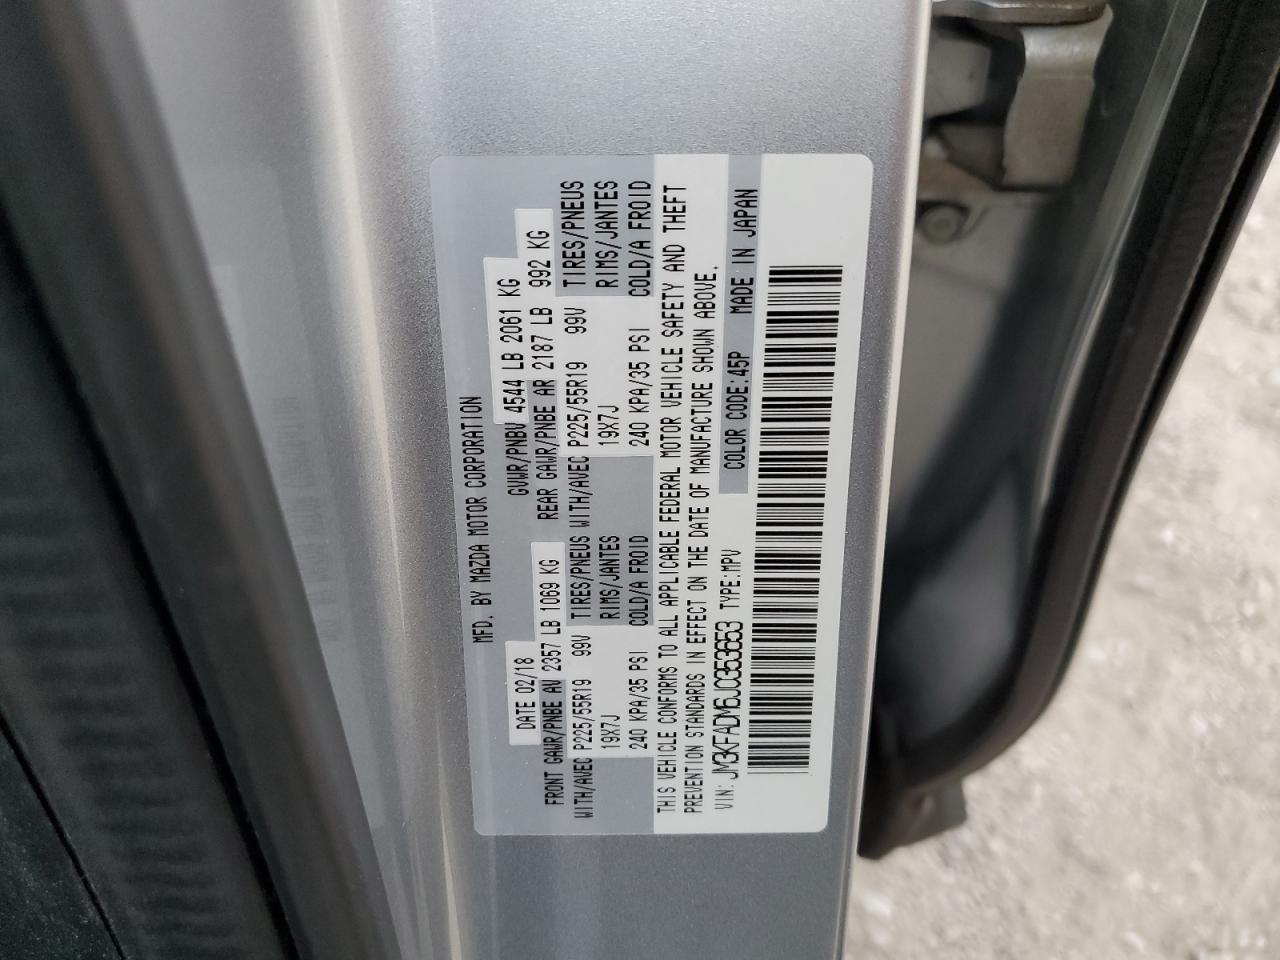 MFD. BY MAZDA MOTOR CORPORATION
DATE 02/18 GVWR/PNBV 4544 LB 2061 KG
FRONT GAWR/PNBE AV 2357 LB 1069 KG REAR GAWR/PNBE AR 2187 LB 992 KG
WITH/AVEC P225/55R19 99V TIRES/PNEUS WITH/AVEC P225/55R19 99V TIRES/PNEUS
19X7J RIMS/JANTES 19X7J RIMS/JANTES
240 KPA/35 PSI COLD/A FROID 240 KPA/35 PSI COLD/A FROID
THIS VEHICLE CONFORMS TO ALL APPLICABLE FEDERAL MOTOR VEHICLE SAFETY AND THEFT
PREVENTION STANDARDS IN EFFECT ON THE DATE OF MANUFACTURE SHOWN ABOVE.
VIN: JM3KFADM6J0353653 TYPE:MPV COLOR CODE:45P MADE IN JAPAN